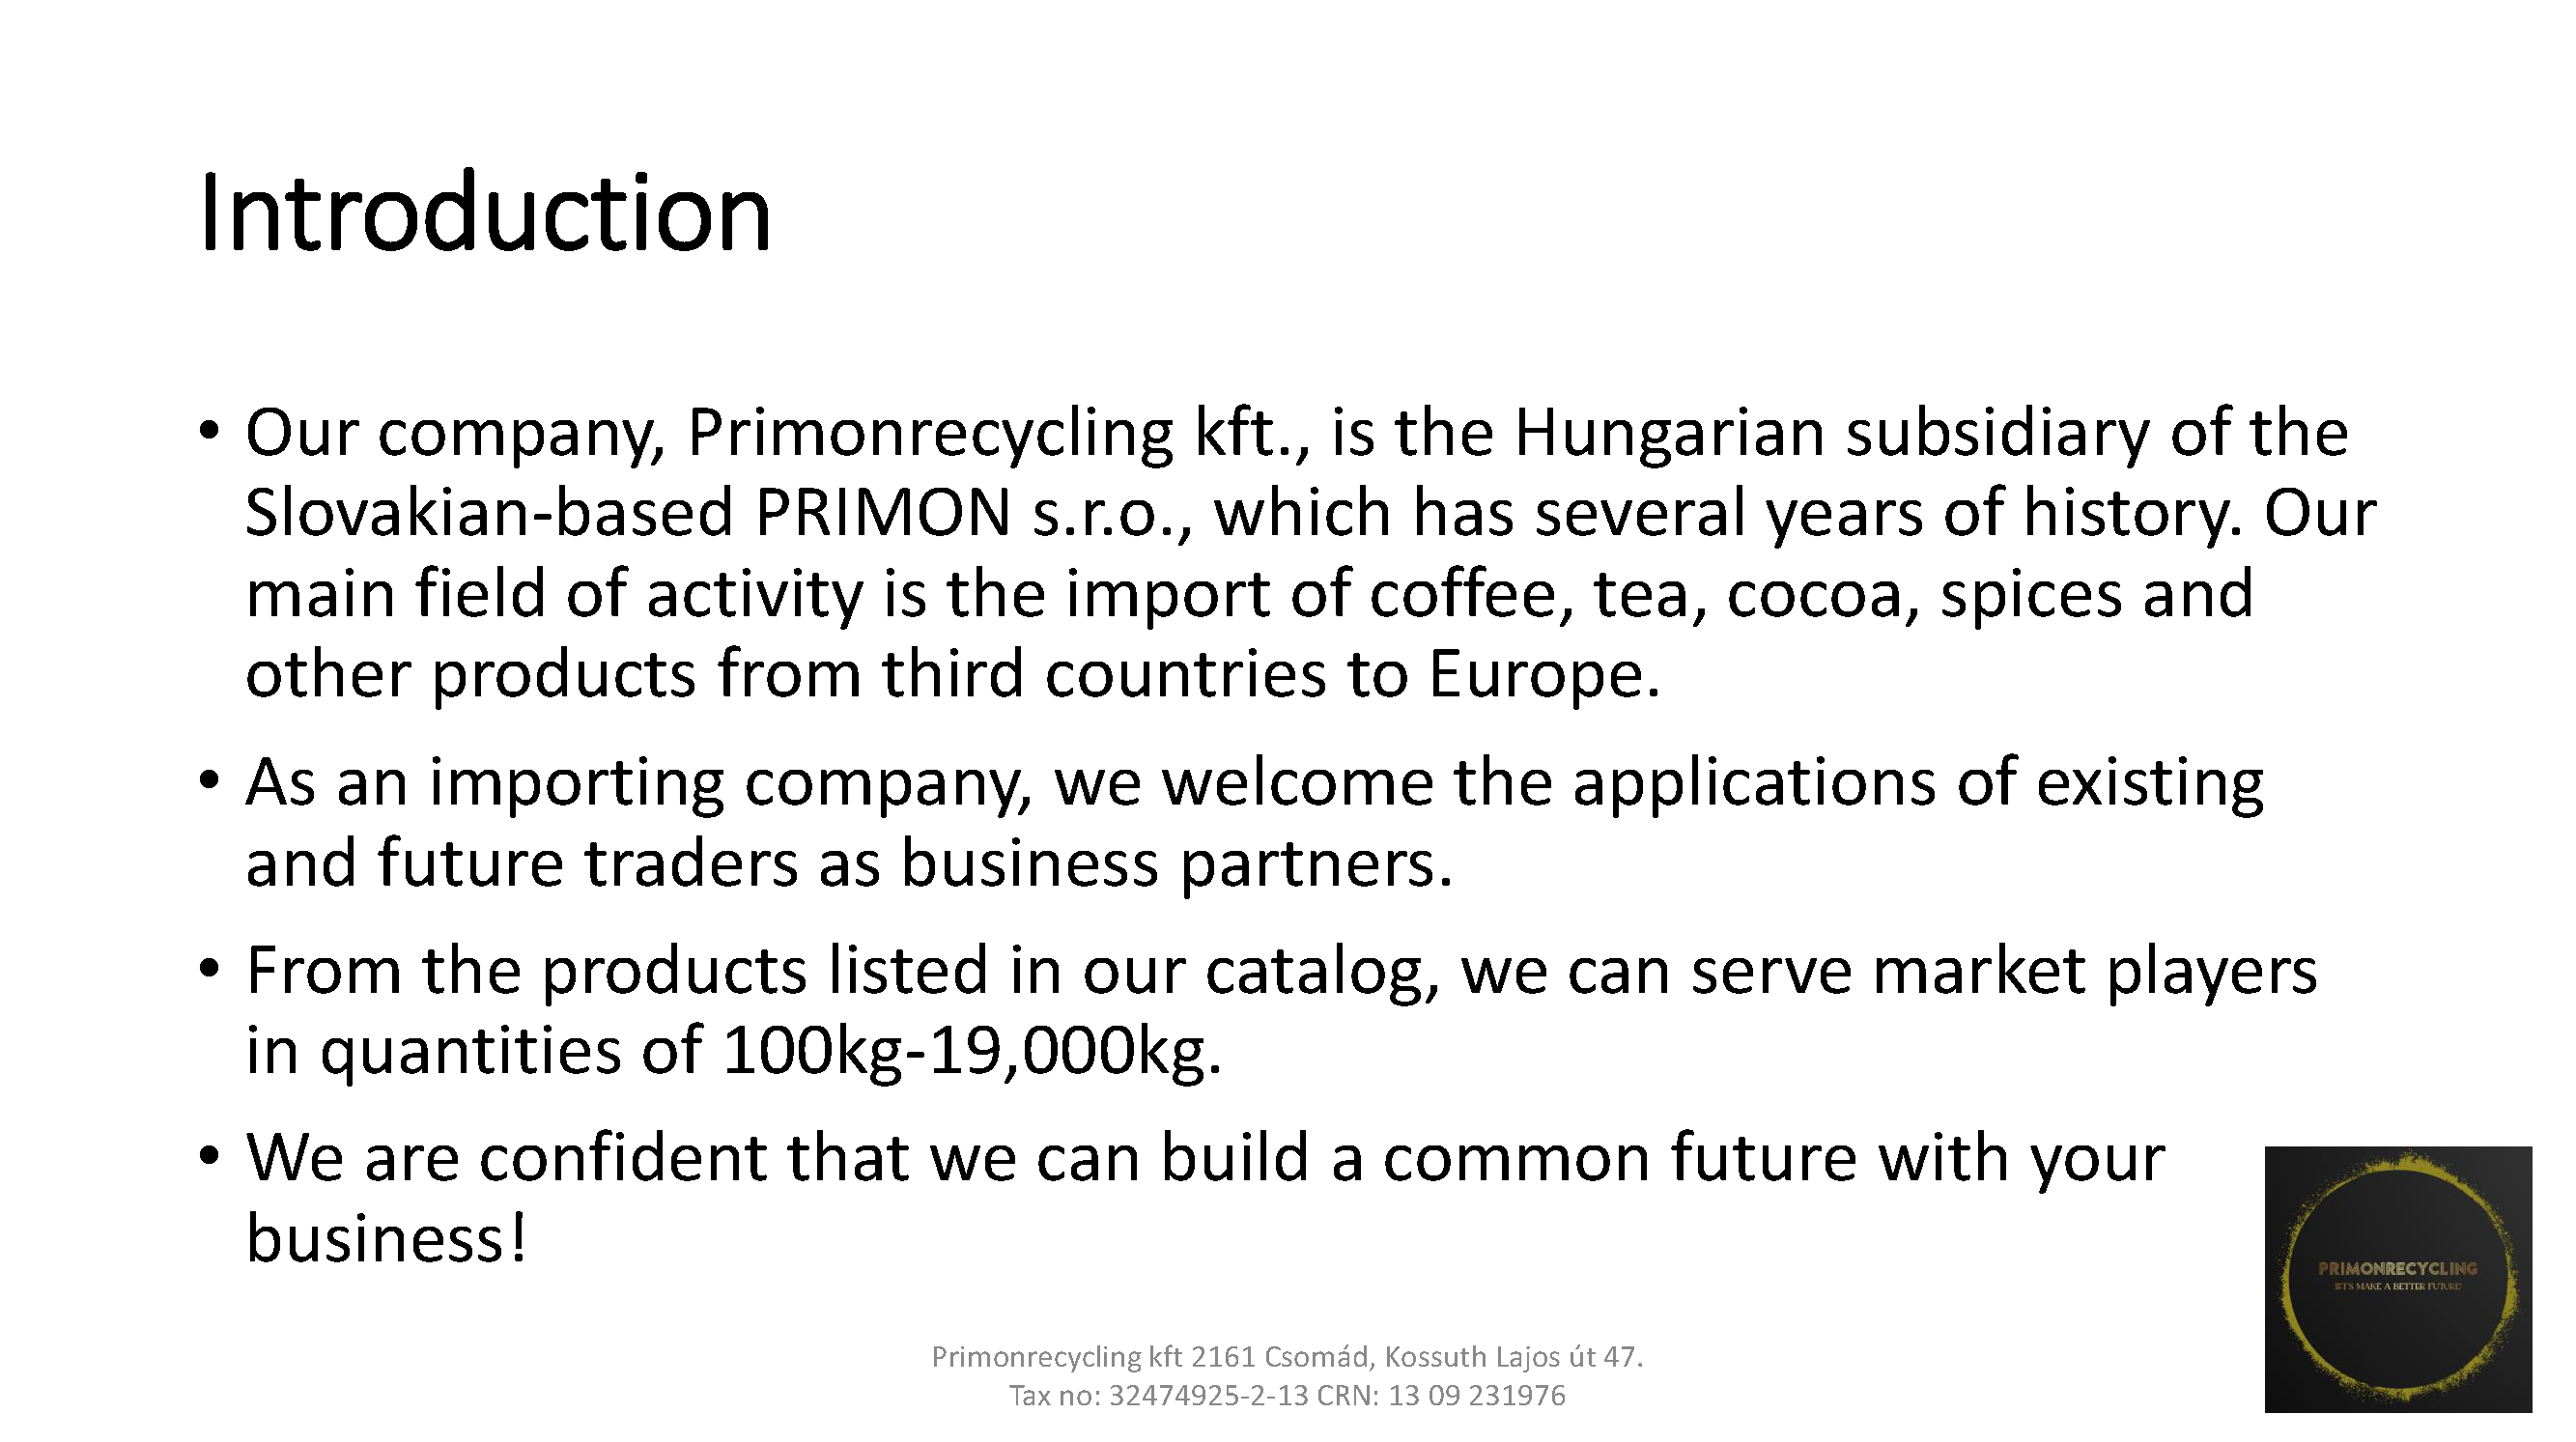 Introduction
• Our company, Primonrecycling kft., is the Hungarian subsidiary of the
Slovakian-based PRIMON s.r.o., which has several years of history. Our
main field of activity is the import of coffee, tea, cocoa, spices and
other products from third countries to Europe.
• As an importing company, we welcome the applications of existing
and future traders as business partners.
• From the products listed in our catalog, we can serve market players
in quantities of 100kg-19,000kg.
• We are confident that we can build a common future with your
business!
PRIMONRECYCLING
LET'S MAKE A BETTER FUTURE!
Primonrecycling kft 2161 Csomád, Kossuth Lajos út 47.
Tax no: 32474925-2-13 CRN: 13 09 231976